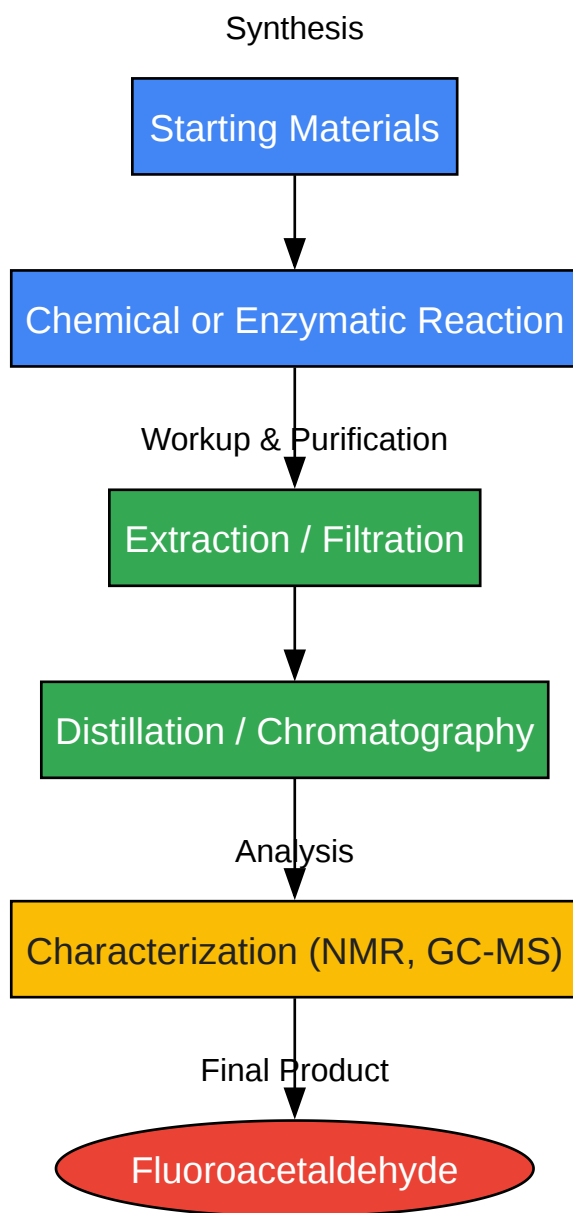 Synthesis
Starting Materials
Chemical or Enzymatic Reaction
Workup & Purification
Extraction / Filtration
Distillation / Chromatography
Analysis
Characterization (NMR, GC-MS)
Final Product
Fluoroacetaldehyde